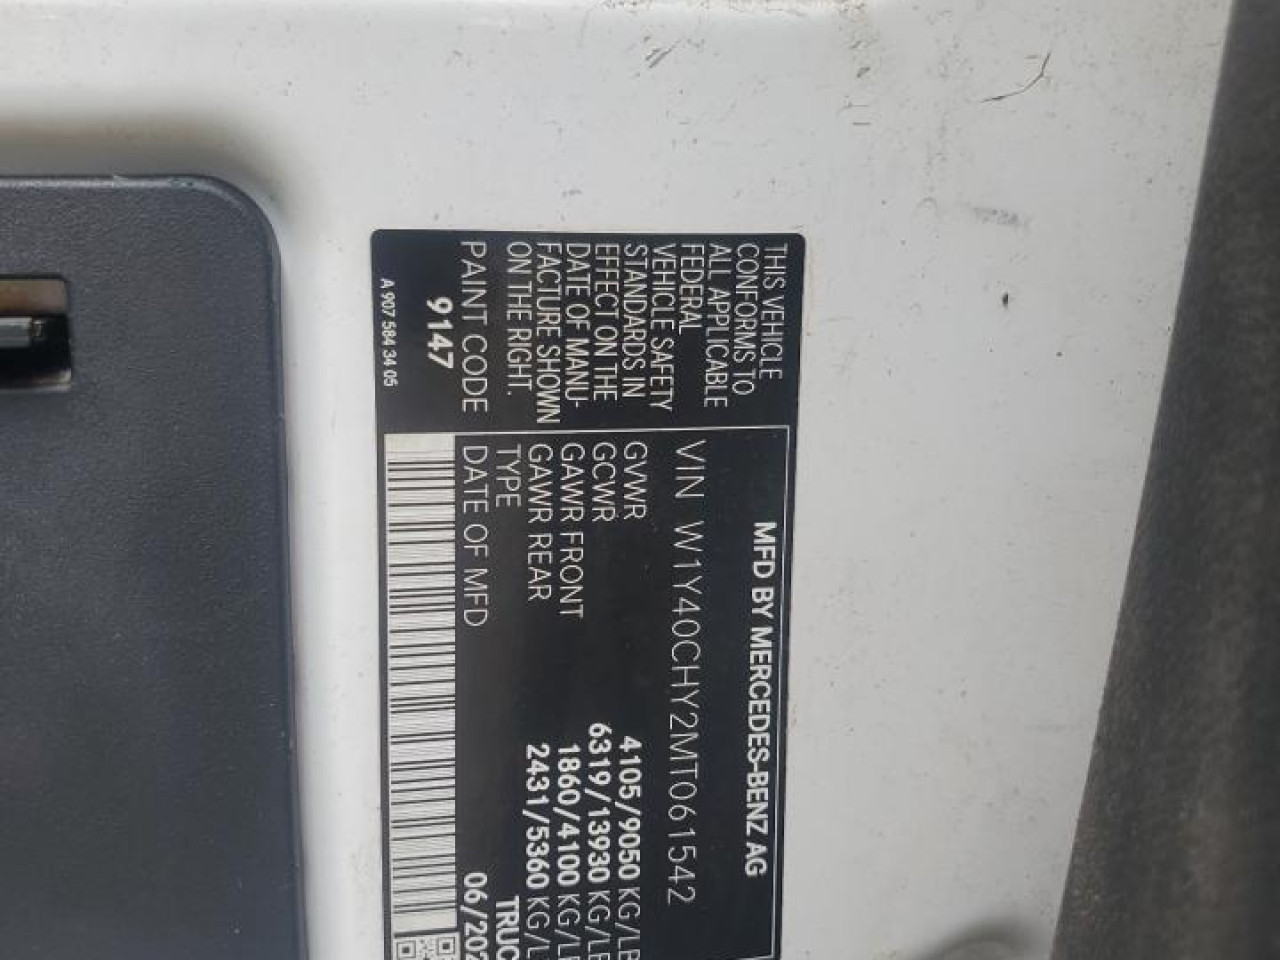 THIS VEHICLE
CONFORMS TO
ALL APPLICABLE
FEDERAL
VEHICLE SAFETY
STANDARDS IN
EFFECT ON THE
DATE OF MANU-
FACTURE SHOWN
ON THE RIGHT.
PAINT CODE
9147
A 907 584 34 05
MFD BY MERCEDES-BENZ AG
VIN W1Y40CHY2MT061542
GVWR 4105/9050 KG/LB
GCWR 6319/13930 KG/LB
GAWR FRONT 1860/4100 KG/LB
GAWR REAR 2431/5360 KG/L
TYPE TRUC
DATE OF MFD 06/202